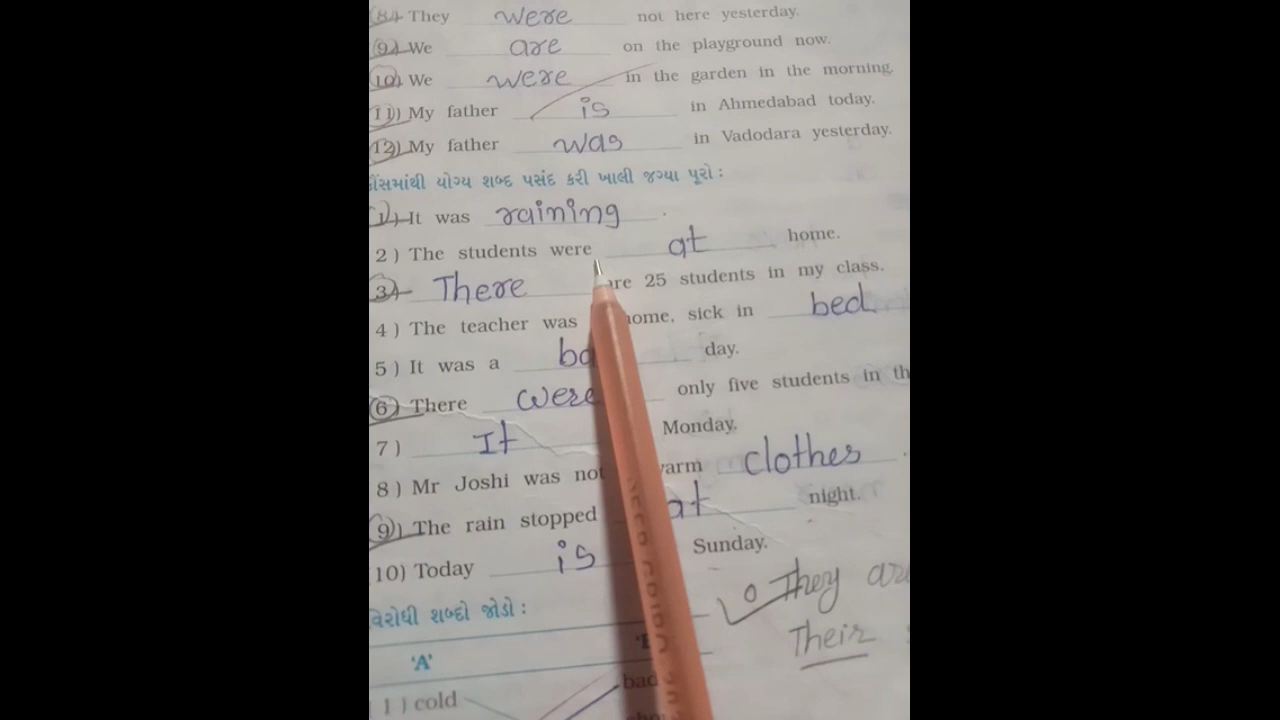 8) They were not here yesterday.
9) We are on the playground now.
10) We were in the garden in the morning.
11) My father is in Ahmedabad today.
12) My father was in Vadodara yesterday.
યોગ્ય શબ્દ પસંદ કરી ખાલી જગ્યા પૂરો :
1) It was raining .
2) The students were at home.
3) There are 25 students in my class.
4) The teacher was home, sick in bed
5) It was a day.
6) There were only five students in
7) It Monday.
8) Mr Joshi was not warm clothes .
9) The rain stopped at night.
10) Today is Sunday.
They
Their
વિરોધી શબ્દો જોડો :
'A'
1) cold bad